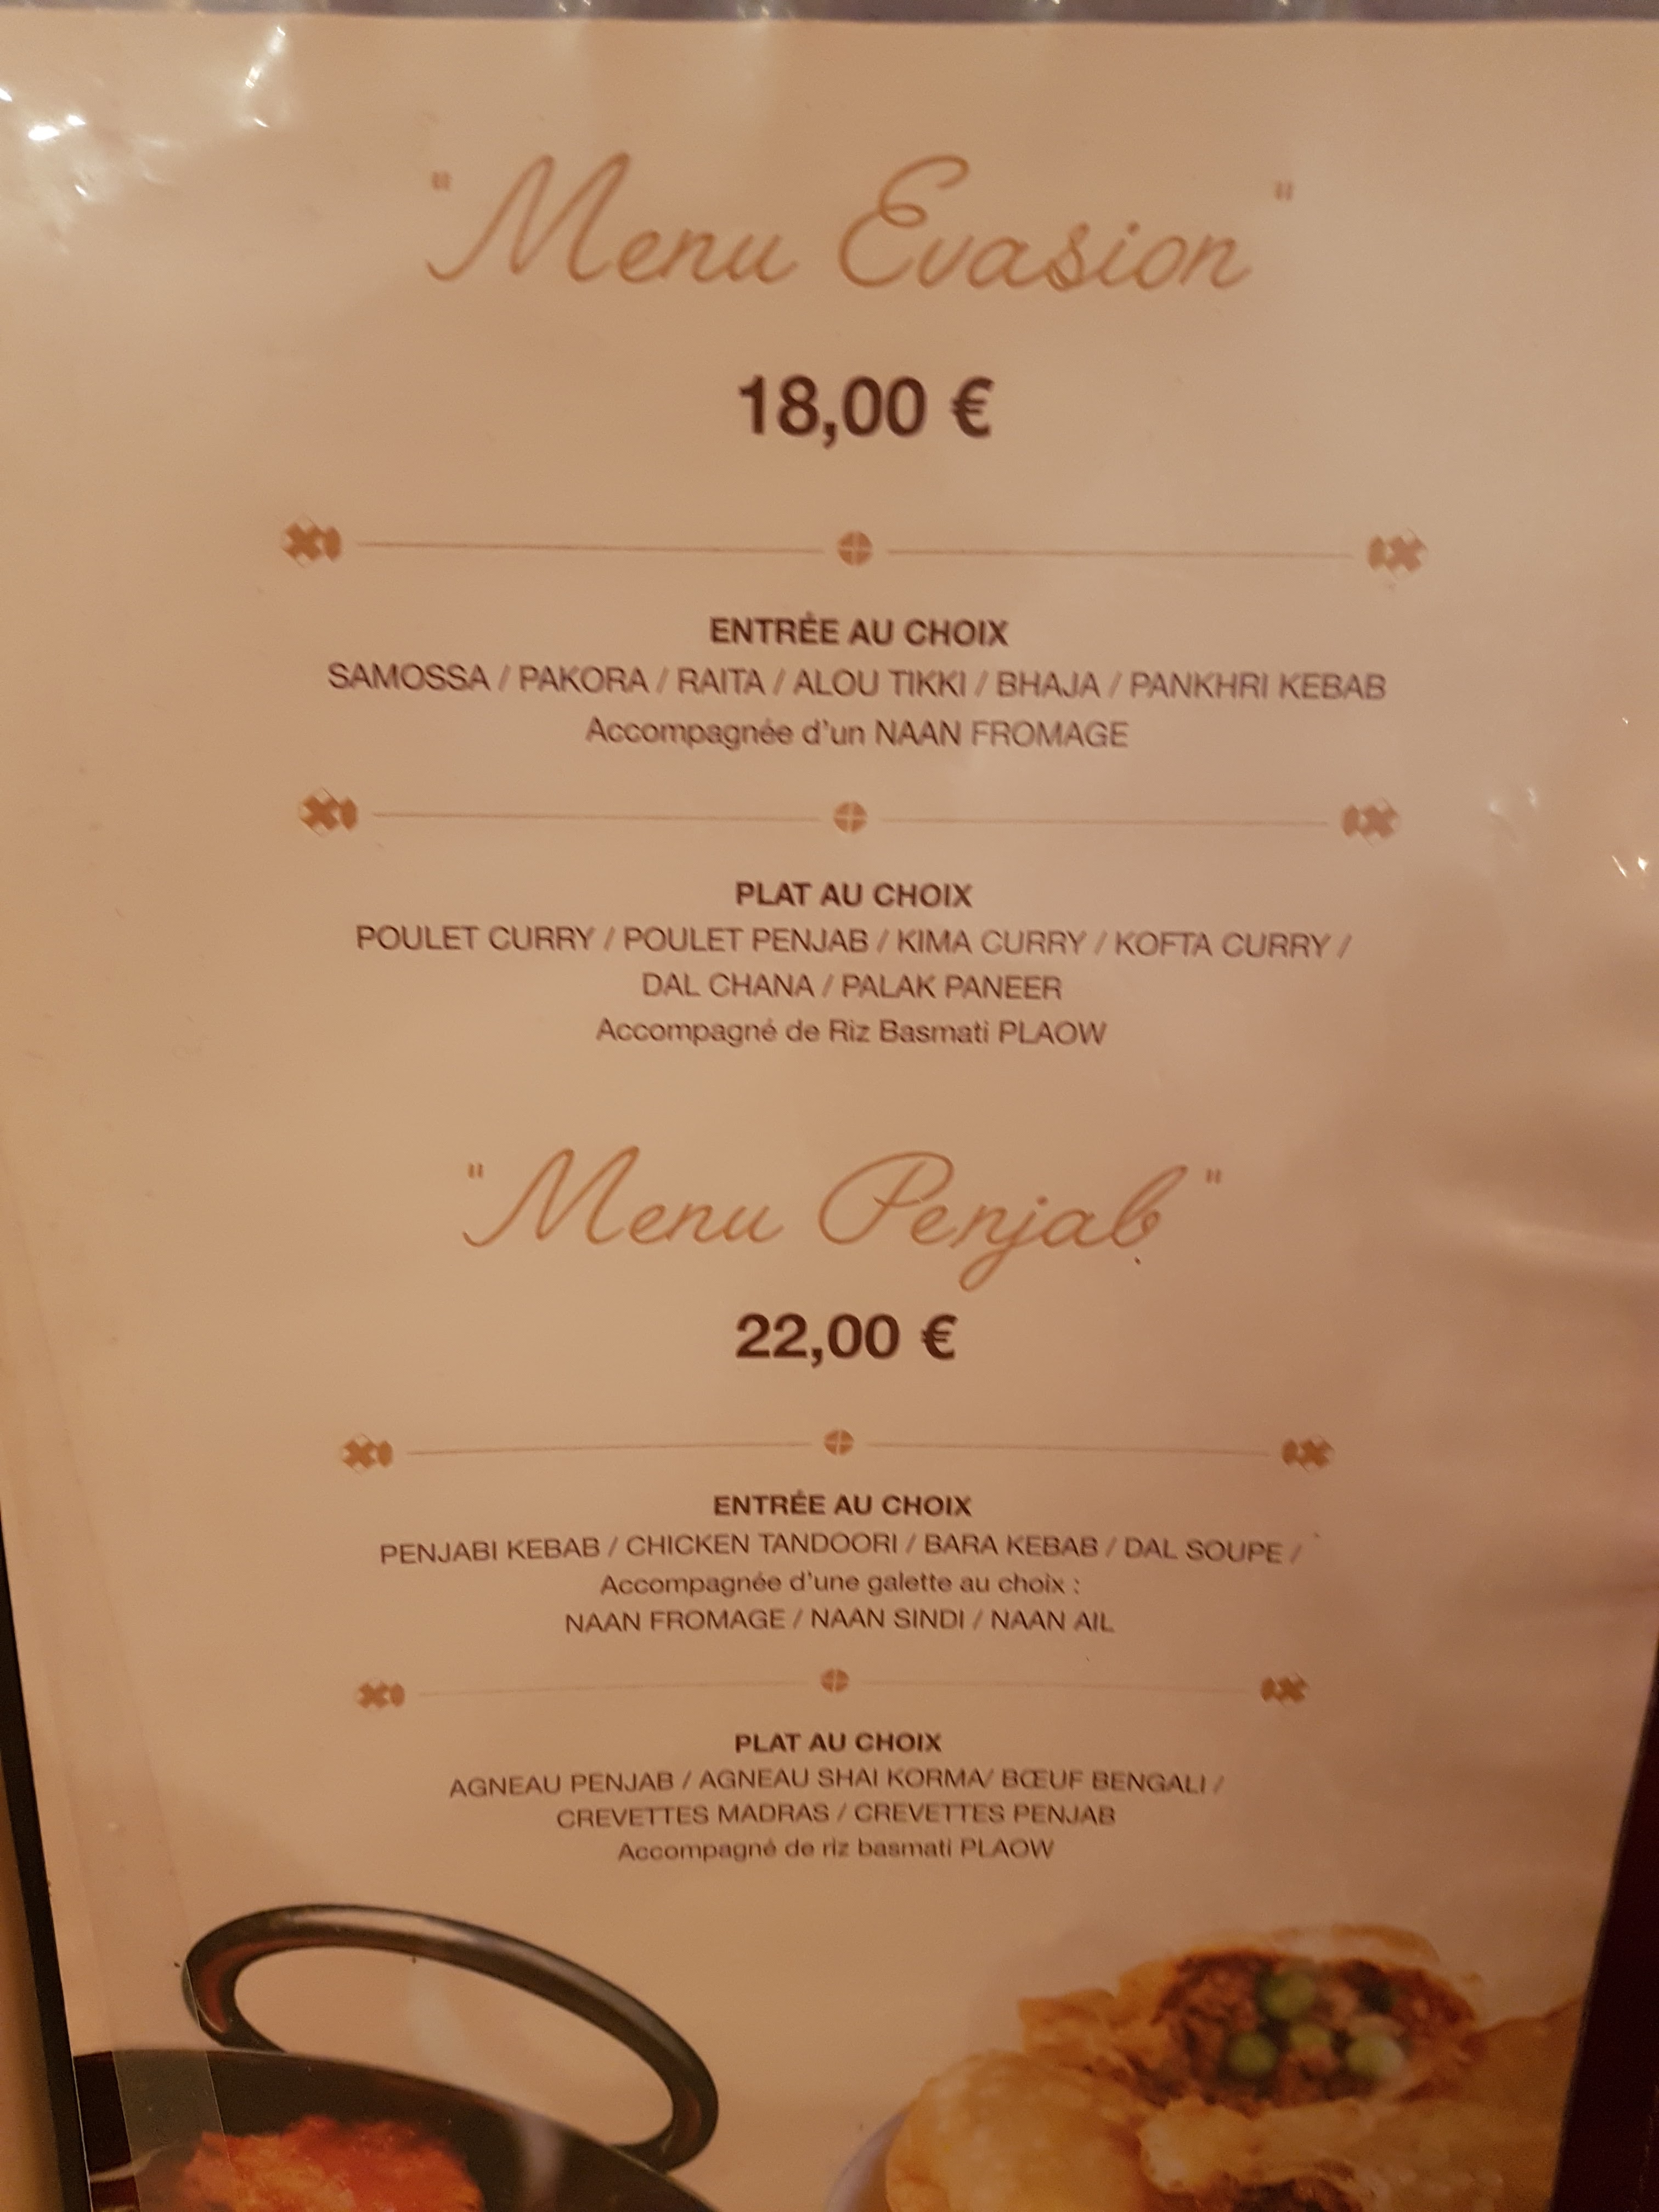 "Menu Evasion"
18,00 €
ENTRÉE AU CHOIX
SAMOSSA / PAKORA / RAITA / ALOU TIKKI / BHAJA / PANKHRI KEBAB
Accompagnée d'un NAAN FROMAGE
PLAT AU CHOIX
POULET CURRY / POULET PENJAB / KIMA CURRY / KOFTA CURRY /
DAL CHANA / PALAK PANEER
Accompagné de Riz Basmati PLAOW
"Menu Penjab"
22,00 €
ENTRÉE AU CHOIX
PENJABI KEBAB / CHICKEN TANDOORI / BARA KEBAB / DAL SOUPE /
Accompagnée d'une galette au choix :
NAAN FROMAGE / NAAN SINDI / NAAN AIL
PLAT AU CHOIX
AGNEAU PENJAB / AGNEAU SHAI KORMA/ BŒUF BENGALI /
CREVETTES MADRAS / CREVETTES PENJAB
Accompagné de riz basmati PLAOW